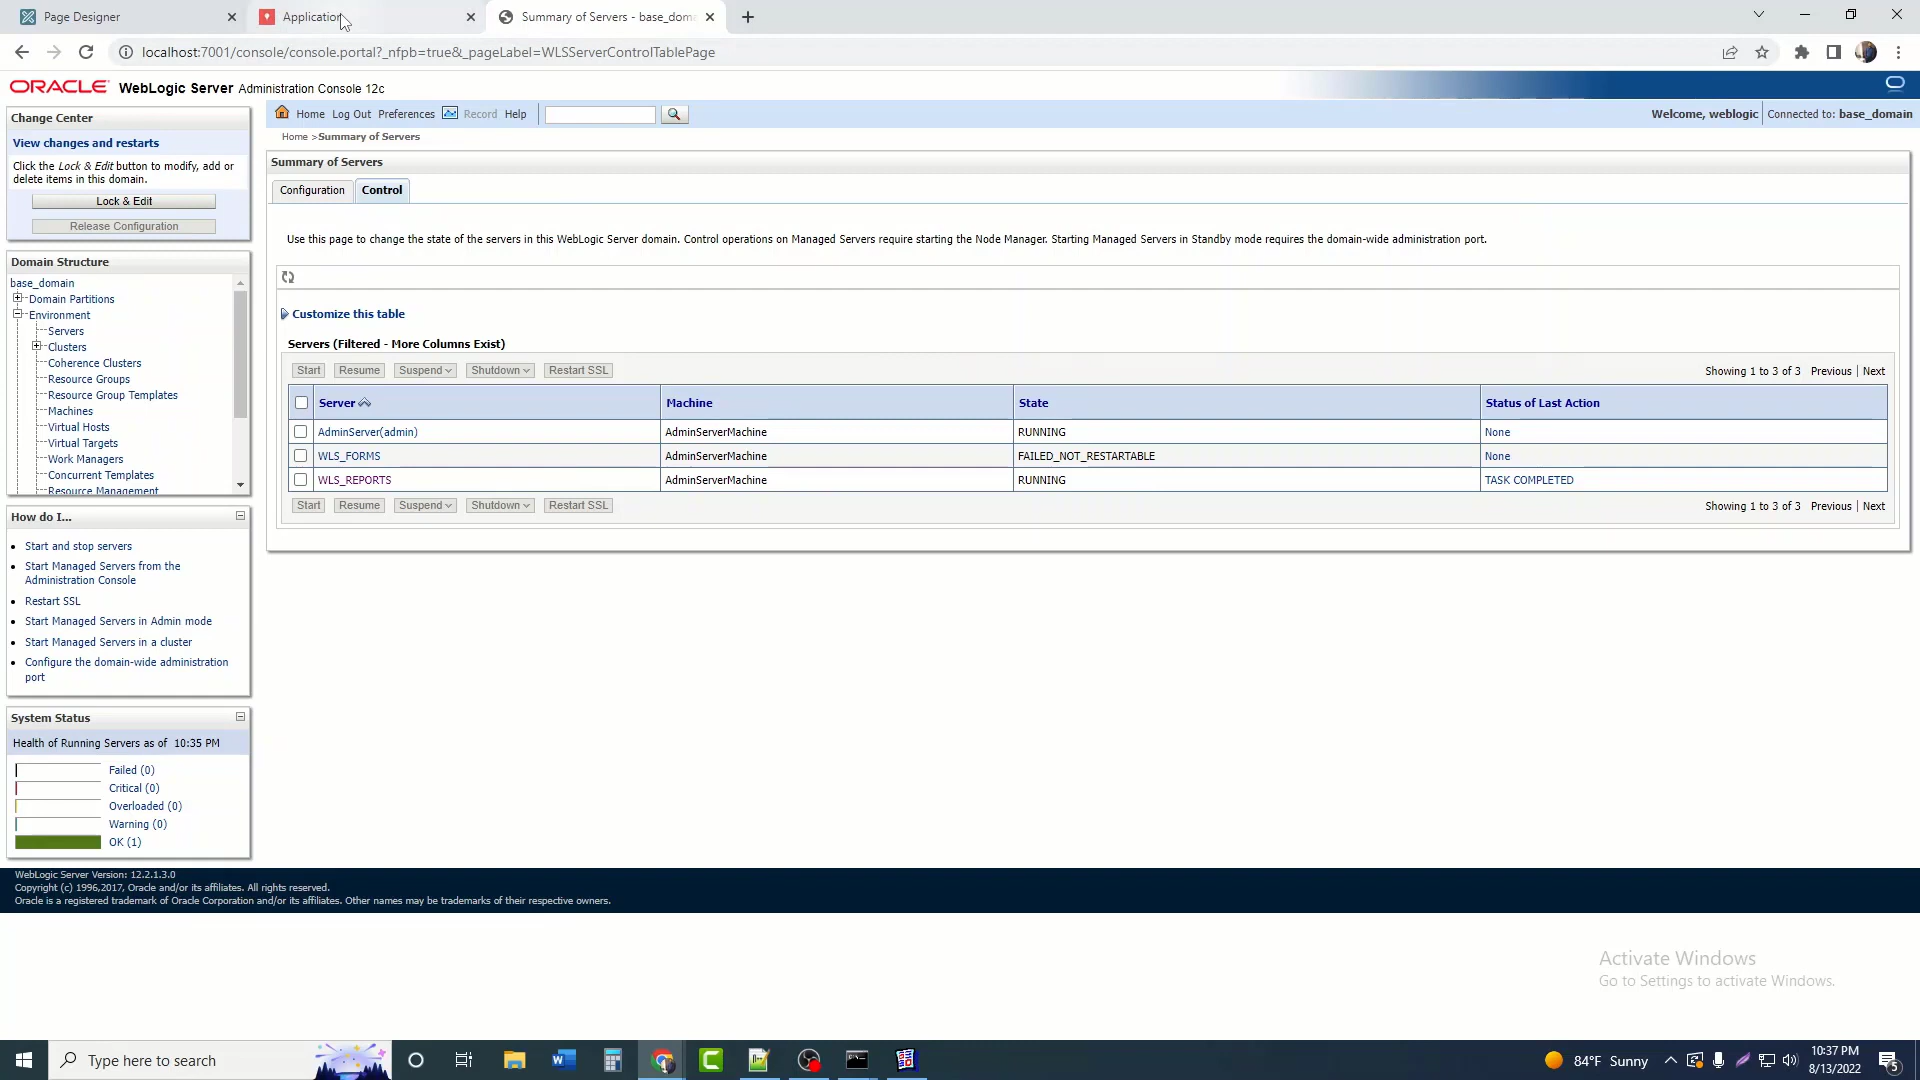 Page Designer
Application
Summary of Servers - base_dom
localhost:7001/console/console.portal?_nfpb=true&_pageLabel=WLSServerControlTablePage
ORACLE WebLogic Server Administration Console 12c
Change Center
View changes and restarts
Click the Lock & Edit button to modify, add or
delete items in this domain.
Lock & Edit
Release Configuration
Domain Structure
base_domain
Domain Partitions
Environment
Servers
Clusters
Coherence Clusters
Resource Groups
Resource Group Templates
Machines
Virtual Hosts
Virtual Targets
Work Managers
Concurrent Templates
Resource Management
How do I...
Start and stop servers
Start Managed Servers from the
Administration Console
Restart SSL
Start Managed Servers in Admin mode
Start Managed Servers in a cluster
Configure the domain-wide administration
port
System Status
Health of Running Servers as of 10:35 PM
Failed (0)
Critical (0)
Overloaded (0)
Warning (0)
OK (1)
Home Log Out Preferences Record Help
Welcome, weblogic Connected to: base_domain
Home >Summary of Servers
Summary of Servers
Configuration Control
Use this page to change the state of the servers in this WebLogic Server domain. Control operations on Managed Servers require starting the Node Manager. Starting Managed Servers in Standby mode requires the domain-wide administration port.
Customize this table
Servers (Filtered - More Columns Exist)
Start Resume Suspend Shutdown Restart SSL Showing 1 to 3 of 3 Previous | Next
Server Machine State Status of Last Action
AdminServer(admin) AdminServerMachine RUNNING None
WLS_FORMS AdminServerMachine FAILED_NOT_RESTARTABLE None
WLS_REPORTS AdminServerMachine RUNNING TASK COMPLETED
Start Resume Suspend Shutdown Restart SSL Showing 1 to 3 of 3 Previous | Next
WebLogic Server Version: 12.2.1.3.0
Copyright (c) 1996,2017, Oracle and/or its affiliates. All rights reserved.
Oracle is a registered trademark of Oracle Corporation and/or its affiliates. Other names may be trademarks of their respective owners.
Activate Windows
Go to Settings to activate Windows.
Type here to search
84°F Sunny
10:37 PM
8/13/2022
5